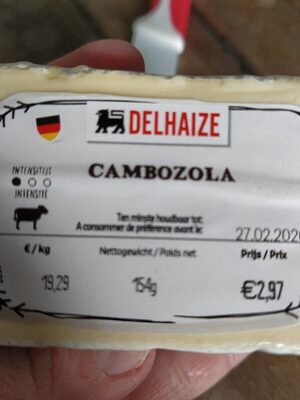 DELHAIZE
CAMBOZOLA
INTENSITEIT
INTENSITÉ
Ten minste houdbaar tot:
A consommer de préférence avant le:
27.02.202
€/kg
Nettogewicht / Poids net
Prijs / Prix
19,29
154g
€2,97